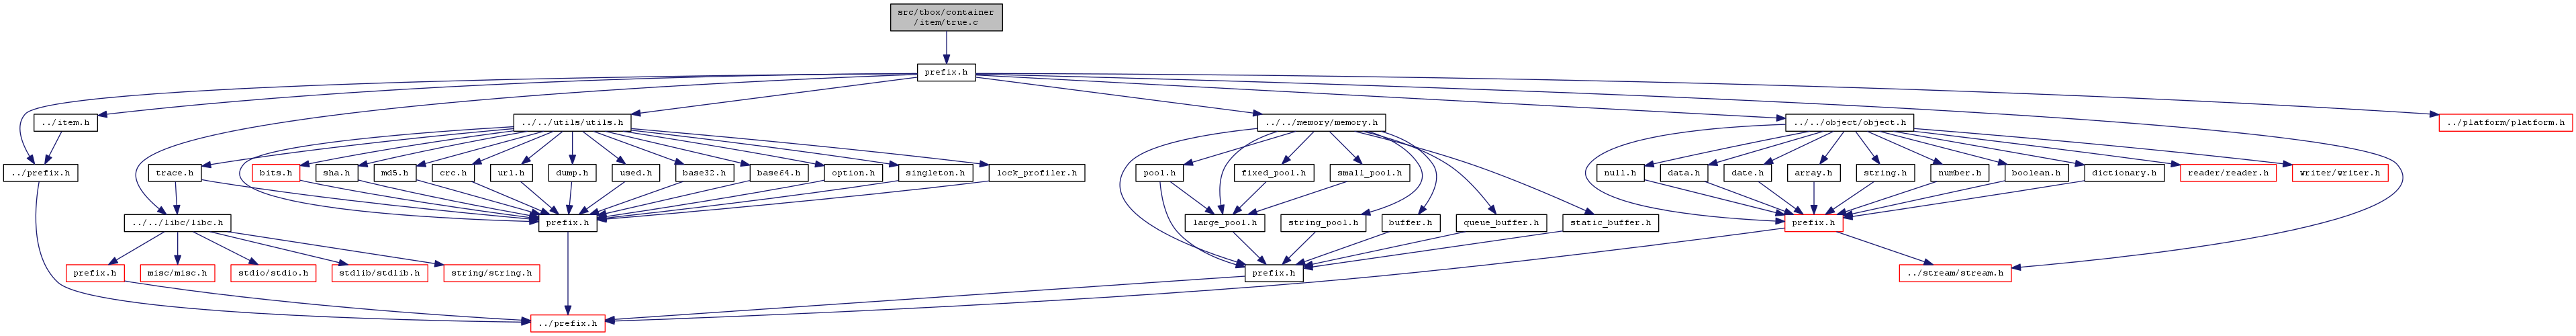 src/tbox/container
/item/true.c
prefix.h
../item.h
../../utils/utils.h
../../memory/memory.h
../../object/object.h
../platform/platform.h
../prefix.h
trace.h
bits.h
sha.h
md5.h
crc.h
url.h
dump.h
used.h
base32.h
base64.h
option.h
singleton.h
lock_profiler.h
pool.h
fixed_pool.h
small_pool.h
null.h
data.h
date.h
array.h
string.h
number.h
boolean.h
dictionary.h
reader/reader.h
writer/writer.h
../../libc/libc.h
prefix.h
large_pool.h
string_pool.h
buffer.h
queue_buffer.h
static_buffer.h
prefix.h
prefix.h
misc/misc.h
stdio/stdio.h
stdlib/stdlib.h
string/string.h
prefix.h
../stream/stream.h
../prefix.h